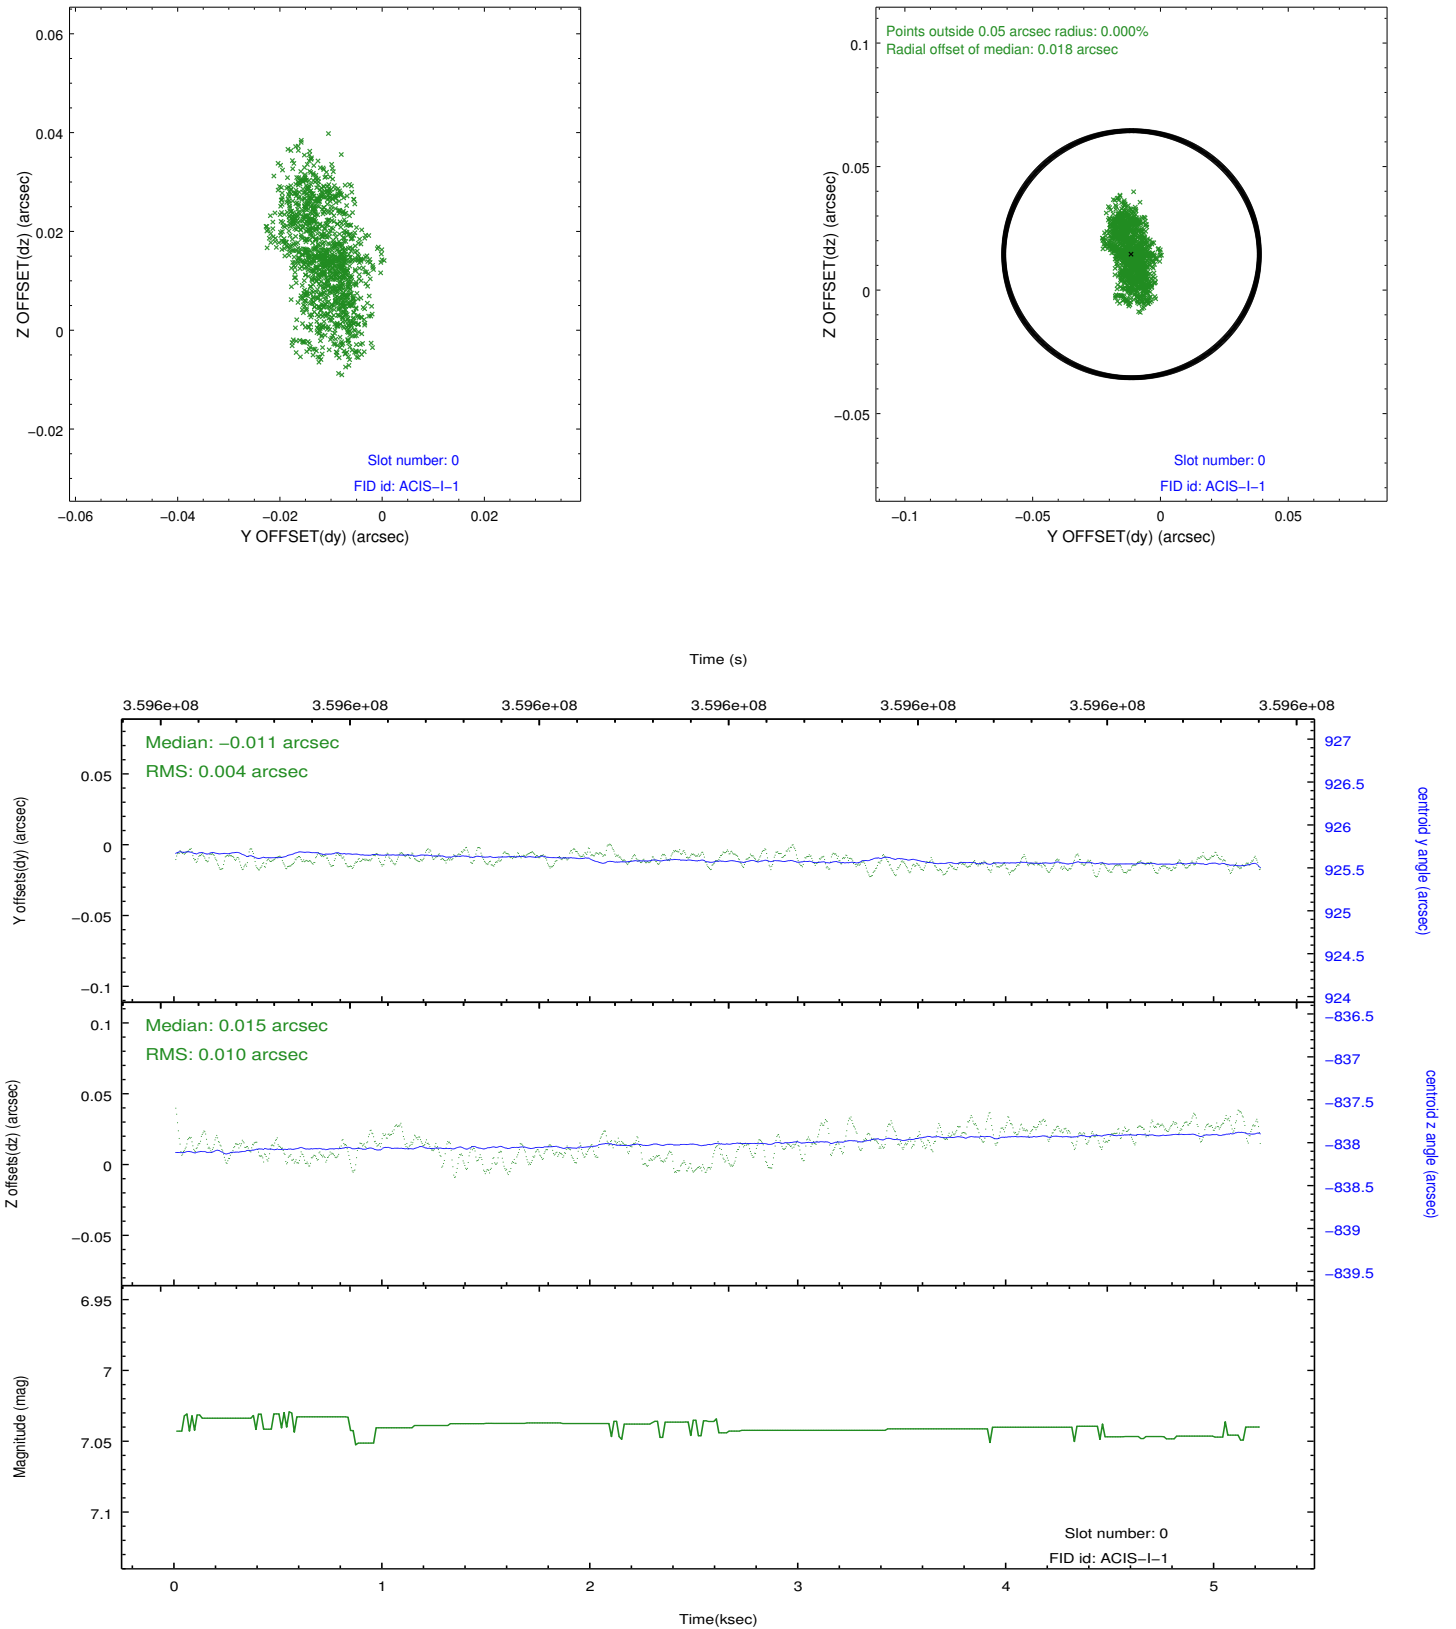 0.06
0.04
0.02
0
−0.02
Z OFFSET(dz) (arcsec)
Slot number: 0
FID id: ACIS−I−1
−0.06
−0.04
−0.02
0
0.02
Y OFFSET(dy) (arcsec)
Points outside 0.05 arcsec radius: 0.000%
Radial offset of median: 0.018 arcsec
0.1
0.05
0
−0.05
Z OFFSET(dz) (arcsec)
Slot number: 0
FID id: ACIS−I−1
−0.1
−0.05
0
0.05
Y OFFSET(dy) (arcsec)
Time (s)
3.596e+08
3.596e+08
3.596e+08
3.596e+08
3.596e+08
3.596e+08
3.596e+08
Median: −0.011 arcsec
RMS: 0.004 arcsec
0.05
0
−0.05
−0.1
Y offsets(dy) (arcsec)
927
926.5
926
925.5
925
924.5
924
centroid y angle (arcsec)
Median: 0.015 arcsec
RMS: 0.010 arcsec
0.1
0.05
0
−0.05
Z offsets(dz) (arcsec)
−836.5
−837
−837.5
−838
−838.5
−839
−839.5
centroid z angle (arcsec)
6.95
7
7.05
7.1
Magnitude (mag)
Slot number: 0
FID id: ACIS−I−1
0
1
2
3
4
5
Time(ksec)